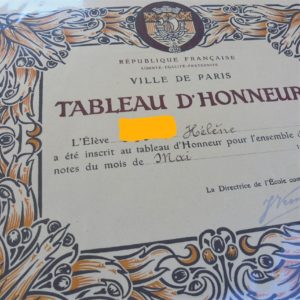 RÉPUBLIQUE FRANÇAISE
LIBERTÉ-ÉGALITÉ-FRATERNITÉ
VILLE DE PARIS
TABLEAU D'HONNEUR
L'Élève Hélène
a été inscrit au tableau d'Honneur pour l'ensemble
notes du mois de Mai
La Directrice de l'École com